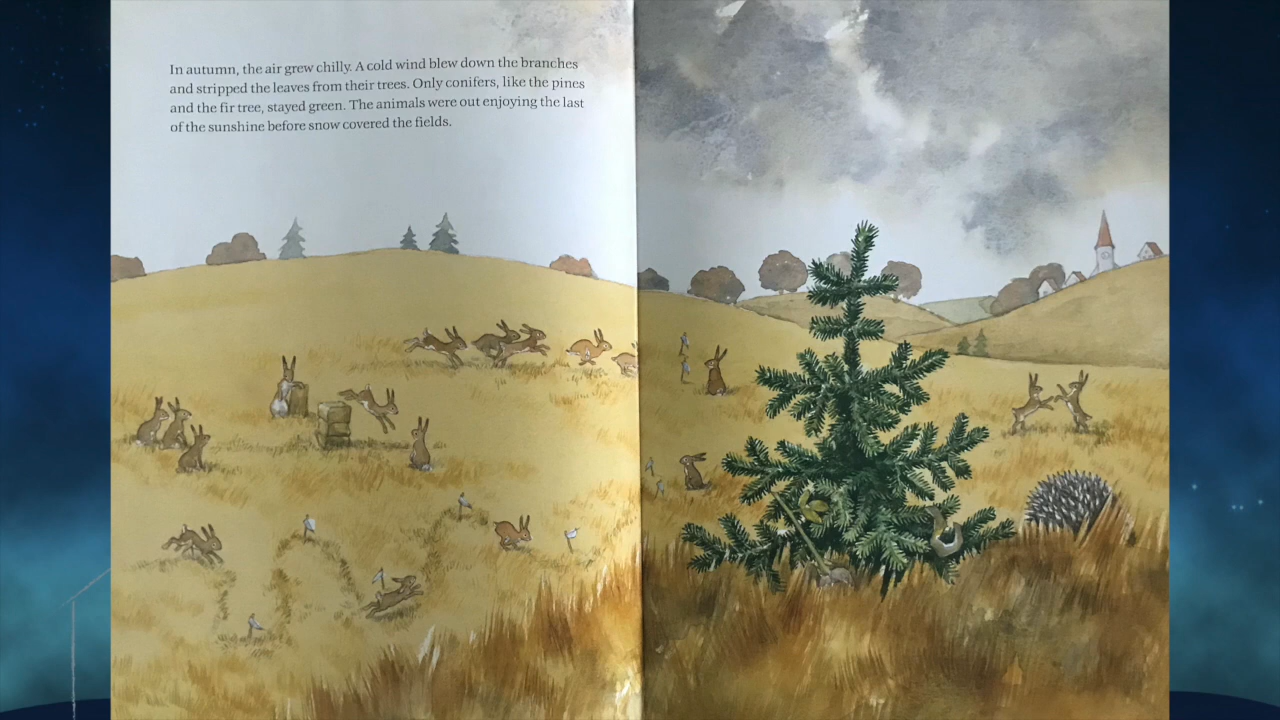 In autumn, the air grew chilly. A cold wind blew down the branches
and stripped the leaves from their trees. Only conifers, like the pines
and the fir tree, stayed green. The animals were out enjoying the last
of the sunshine before snow covered the fields.